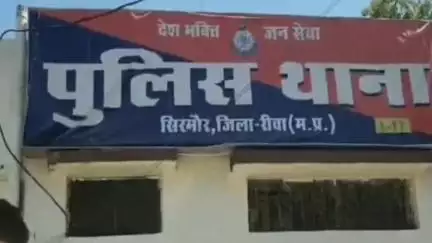 देश भक्ति जन सेवा
पुलिस थाना
सिरमौर, जिला-रीवा (म.प्र.)